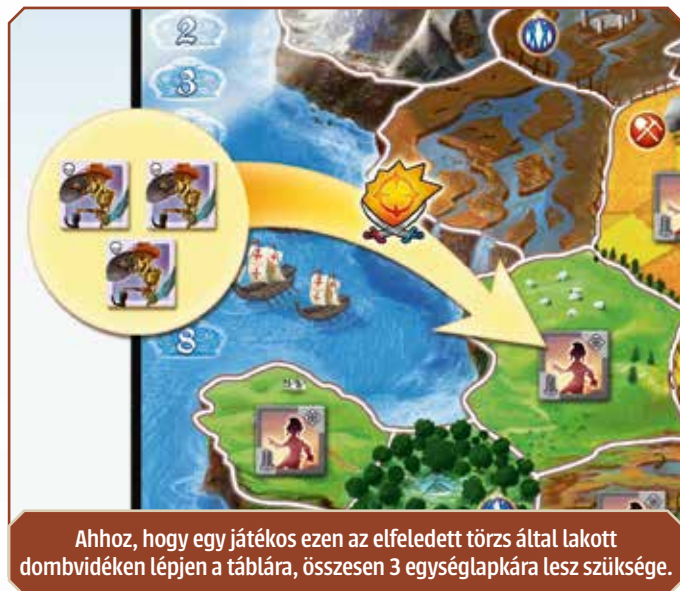 2
3
8
Ahhoz, hogy egy játékos ezen az elfeledett törzs által lakott
dombvidéken lépjen a táblára, összesen 3 egységlapkára lesz szüksége.